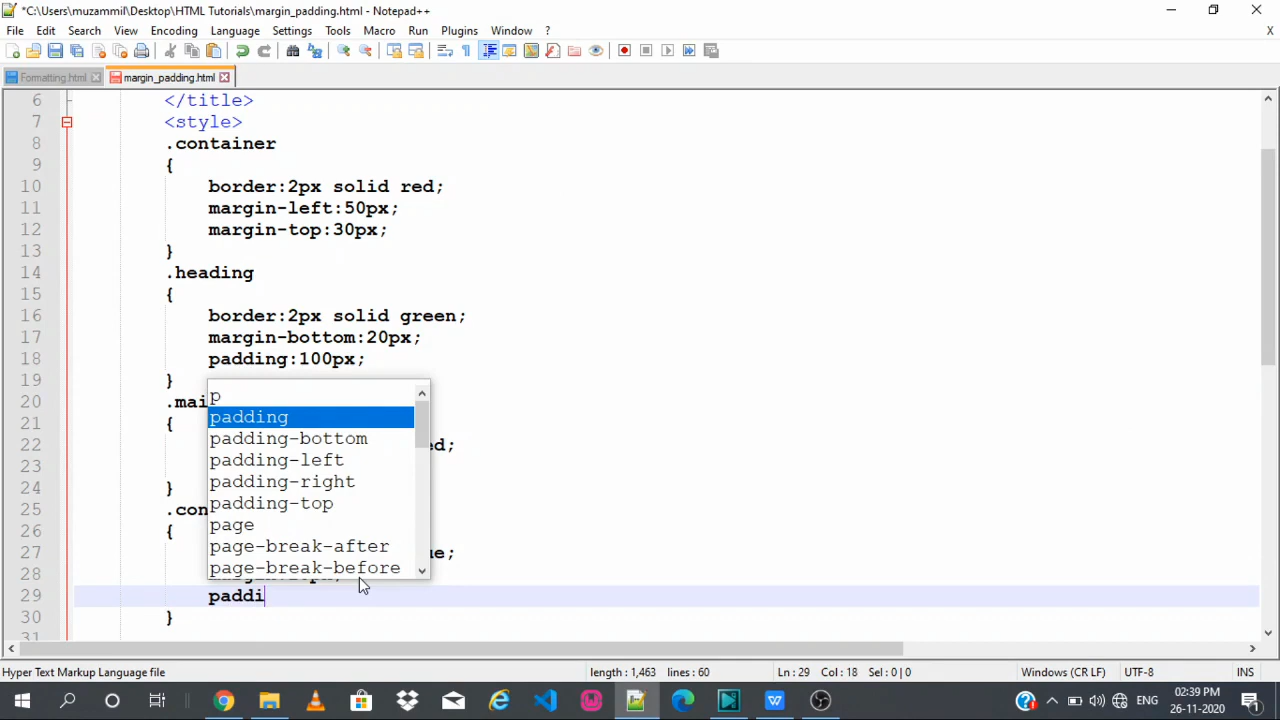 *C:\Users\muzammil\Desktop\HTML Tutorials\margin_padding.html - Notepad++
File Edit Search View Encoding Language Settings Tools Macro Run Plugins Window ? X
Formatting.html margin_padding.html
6 </title>
7 <style>
8 .container
9 {
10 border:2px solid red;
11 margin-left:50px;
12 margin-top:30px;
13 }
14 .heading
15 {
16 border:2px solid green;
17 margin-bottom:20px;
18 padding:100px;
19 }
p
20 .mai
padding
21 {
padding-bottom
22 ed;
padding-left
23
padding-right
24 }
padding-top
25 .con
page
26 {
page-break-after
27 ue;
page-break-before
28
29 paddi
30 }
31
Hyper Text Markup Language file length : 1,463 lines : 60 Ln : 29 Col : 18 Sel : 0 | 0 Windows (CR LF) UTF-8 INS
ENG 02:39 PM
26-11-2020